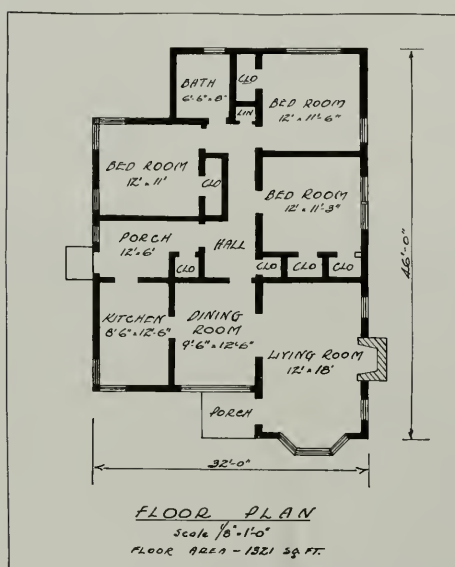 BATH
6'-6" x 8'
CLO
LIN
BED ROOM
12' x 11'-6"
BED ROOM
12' x 11'
CLO
BED ROOM
12' x 11'-3"
PORCH
12' x 6'
HALL
CLO
CLO
CLO
CLO
46'-0"
KITCHEN
8'-6" x 12'-6"
DINING
ROOM
9'-6" x 12'-6"
LIVING ROOM
12' x 18'
PORCH
32'-0"
FLOOR PLAN
Scale 1/8" = 1'-0"
FLOOR AREA - 1321 SQ. FT.